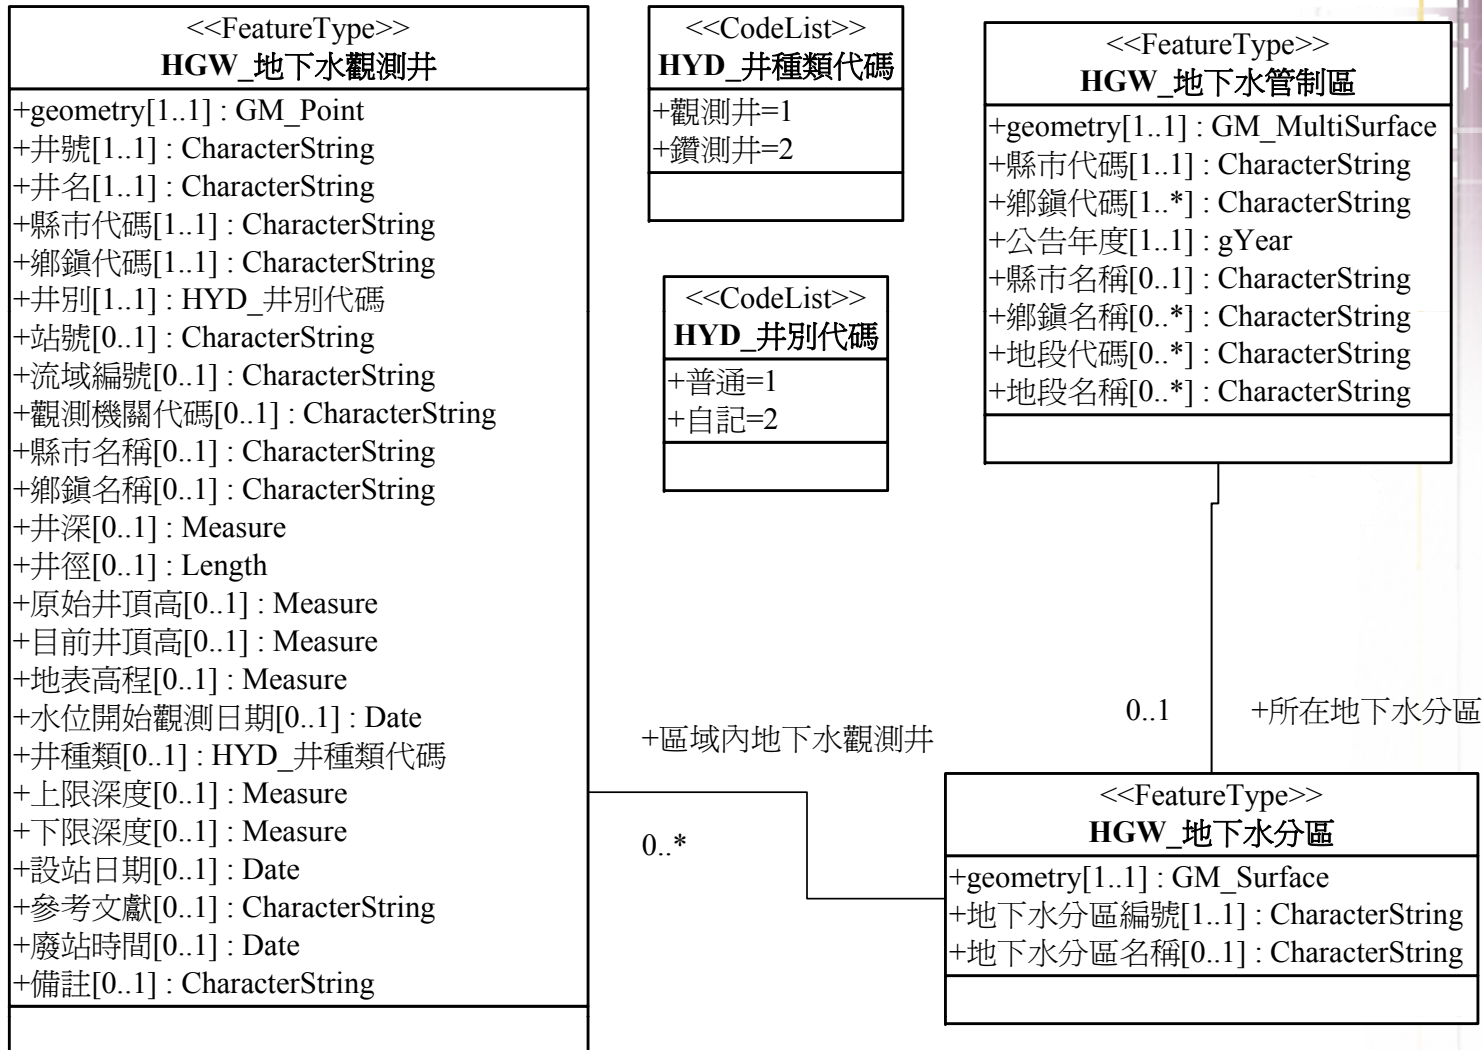 <<FeatureType>>
HGW_地下水觀測井
+geometry[1..1] : GM_Point
+井號[1..1] : CharacterString
+井名[1..1] : CharacterString
+縣市代碼[1..1] : CharacterString
+鄉鎮代碼[1..1] : CharacterString
+井別[1..1] : HYD_井別代碼
+站號[0..1] : CharacterString
+流域編號[0..1] : CharacterString
+觀測機關代碼[0..1] : CharacterString
+縣市名稱[0..1] : CharacterString
+鄉鎮名稱[0..1] : CharacterString
+井深[0..1] : Measure
+井徑[0..1] : Length
+原始井頂高[0..1] : Measure
+目前井頂高[0..1] : Measure
+地表高程[0..1] : Measure
+水位開始觀測日期[0..1] : Date
+井種類[0..1] : HYD_井種類代碼
+上限深度[0..1] : Measure
+下限深度[0..1] : Measure
+設站日期[0..1] : Date
+參考文獻[0..1] : CharacterString
+廢站時間[0..1] : Date
+備註[0..1] : CharacterString
<<CodeList>>
HYD_井種類代碼
+觀測井=1
+鑽測井=2
<<CodeList>>
HYD_井別代碼
+普通=1
+自記=2
<<FeatureType>>
HGW_地下水管制區
+geometry[1..1] : GM_MultiSurface
+縣市代碼[1..1] : CharacterString
+鄉鎮代碼[1..*] : CharacterString
+公告年度[1..1] : gYear
+縣市名稱[0..1] : CharacterString
+鄉鎮名稱[0..*] : CharacterString
+地段代碼[0..*] : CharacterString
+地段名稱[0..*] : CharacterString
0..1
+所在地下水分區
+區域內地下水觀測井
0..*
<<FeatureType>>
HGW_地下水分區
+geometry[1..1] : GM_Surface
+地下水分區編號[1..1] : CharacterString
+地下水分區名稱[0..1] : CharacterString